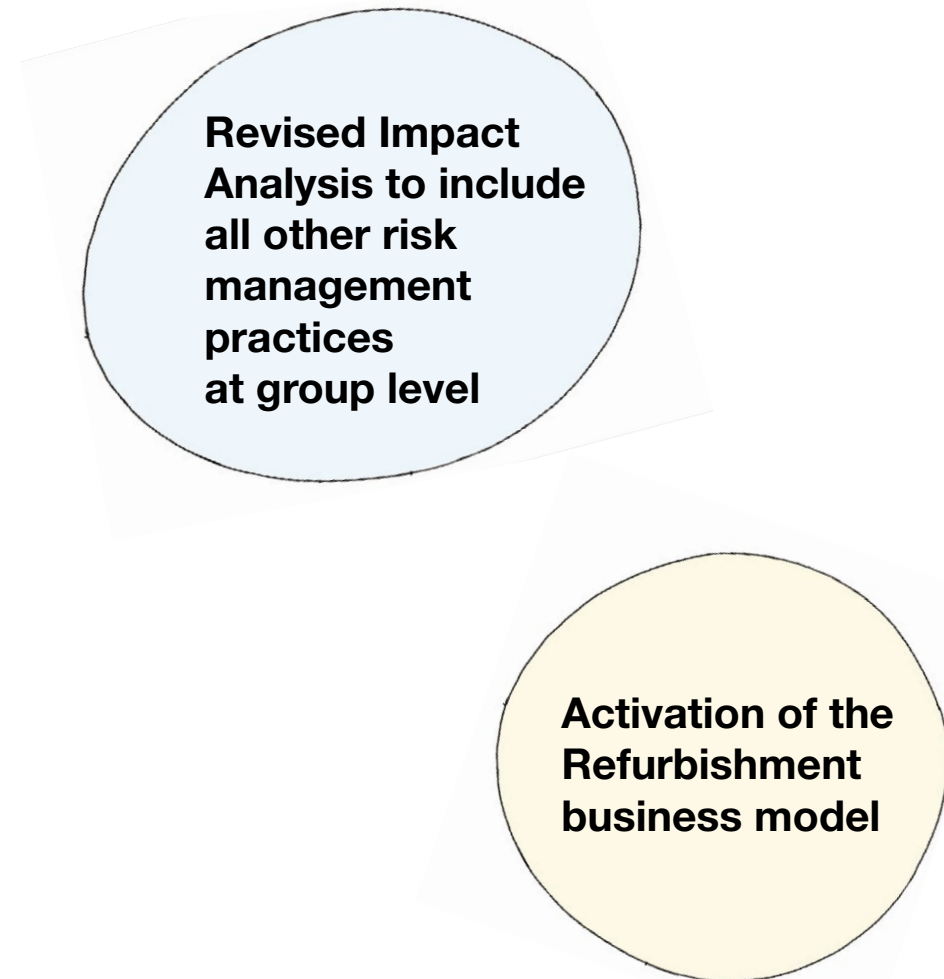 Revised Impact
Analysis to include
all other risk
management
practices
at group level
Activation of the
Refurbishment
business model